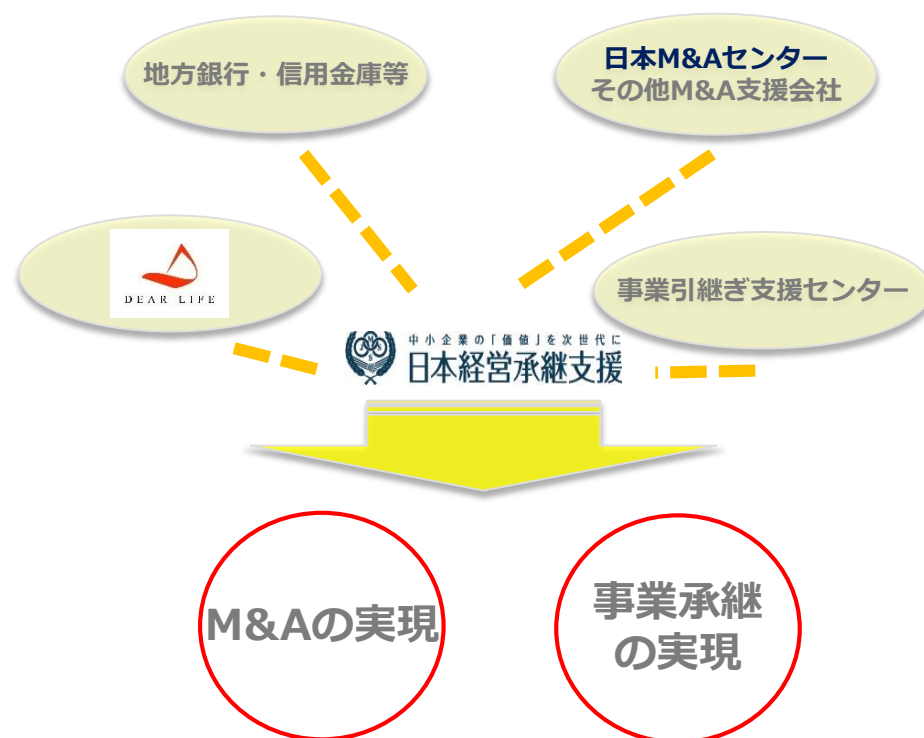 地方銀行・信用金庫等
日本M&Aセンター
その他M&A支援会社
DEAR LIFE
事業引継ぎ支援センター
中小企業の「価値」を次世代に
日本経営承継支援
M&Aの実現
事業承継
の実現